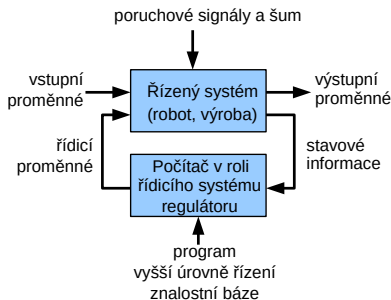 poruchové signály a šum
vstupní
proměnné
Řízený systém
(robot, výroba)
výstupní
proměnné
řídicí
proměnné
Počítač v roli
řídicího systému
regulátoru
stavové
informace
program
vyšší úrovně řízení
znalostní báze